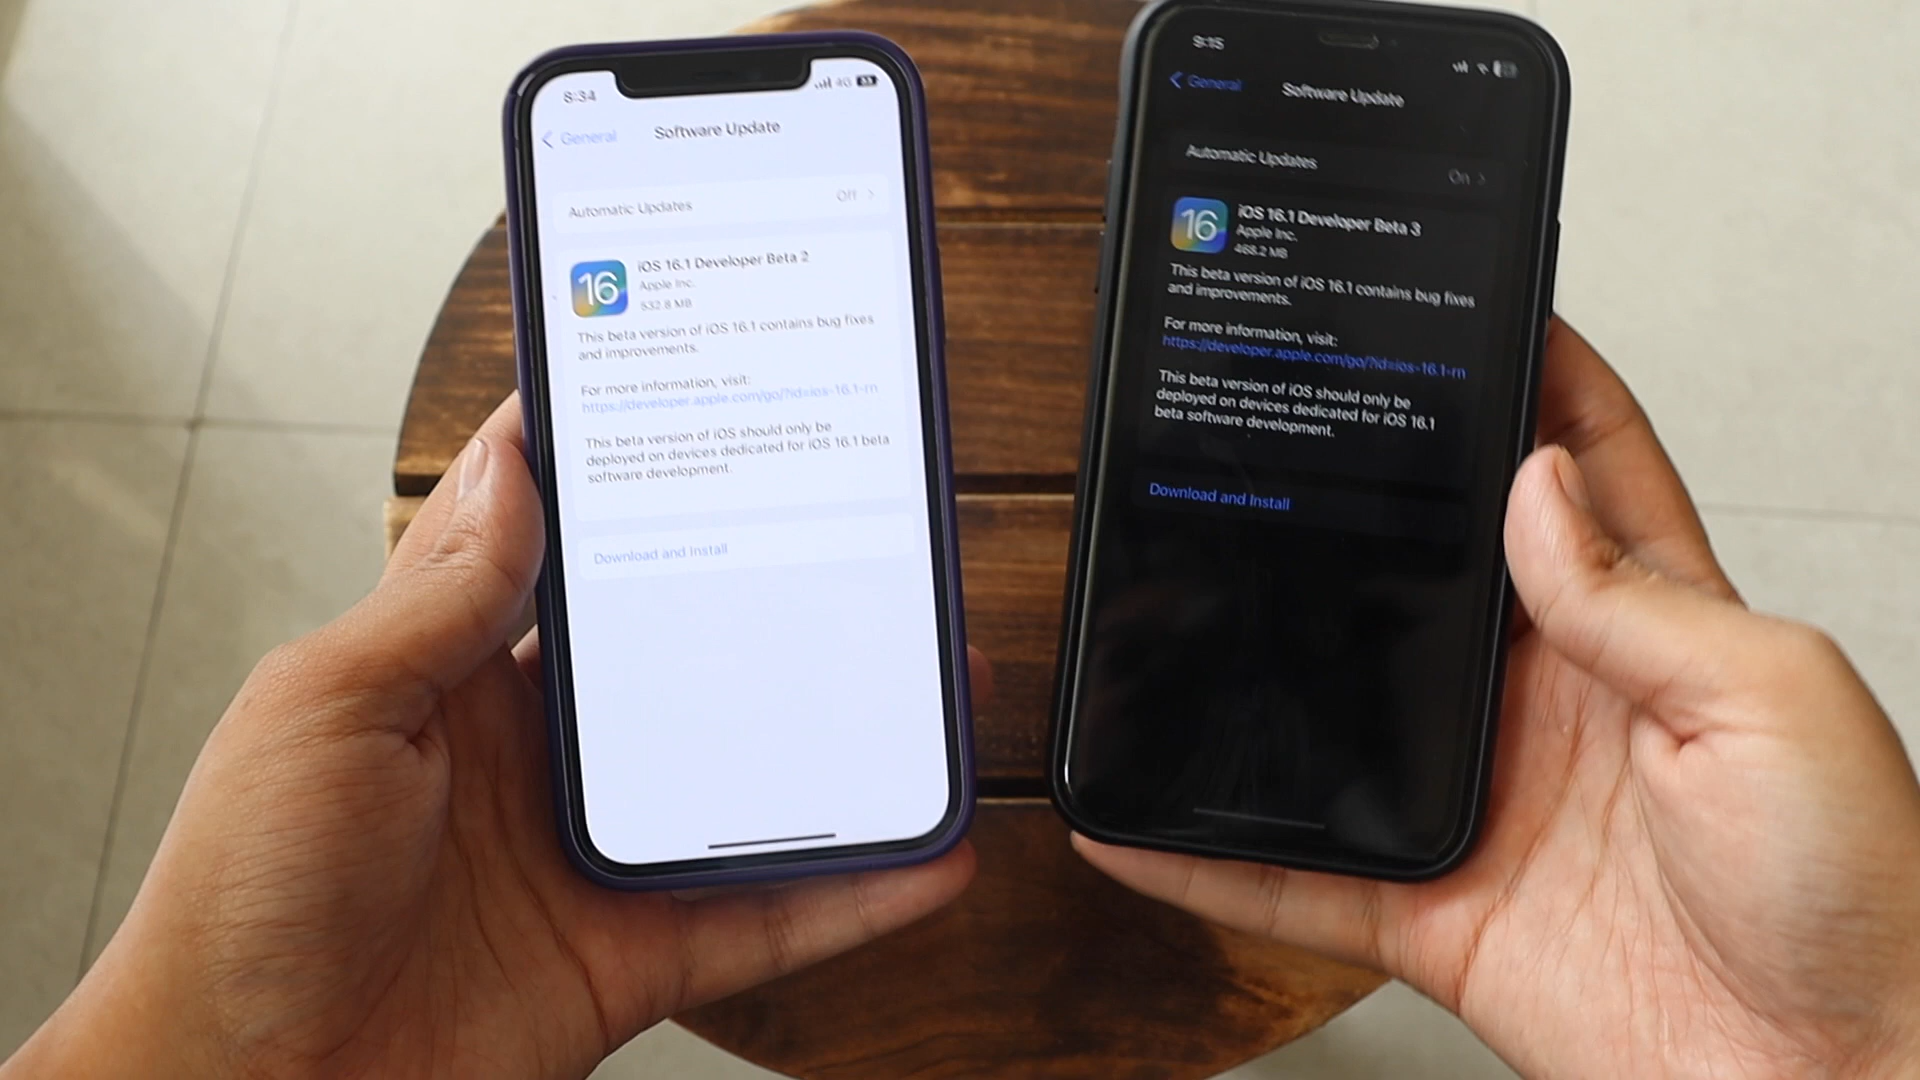 8:34
4G 53
General
Software Update
Automatic Updates
Off
16
iOS 16.1 Developer Beta 2
Apple Inc.
532.8 MB
This beta version of iOS 16.1 contains bug fixes
and improvements.
For more information, visit:
https://developer.apple.com/go/?id=ios-16.1-rn
This beta version of iOS should only be
deployed on devices dedicated for iOS 16.1 beta
software development.
Download and Install
9:15
General
Software Update
Automatic Updates
On
16
iOS 16.1 Developer Beta 3
Apple Inc.
468.2 MB
This beta version of iOS 16.1 contains bug fixes
and improvements.
For more information, visit:
https://developer.apple.com/go/?id=ios-16.1-rn
This beta version of iOS should only be
deployed on devices dedicated for iOS 16.1
beta software development.
Download and Install